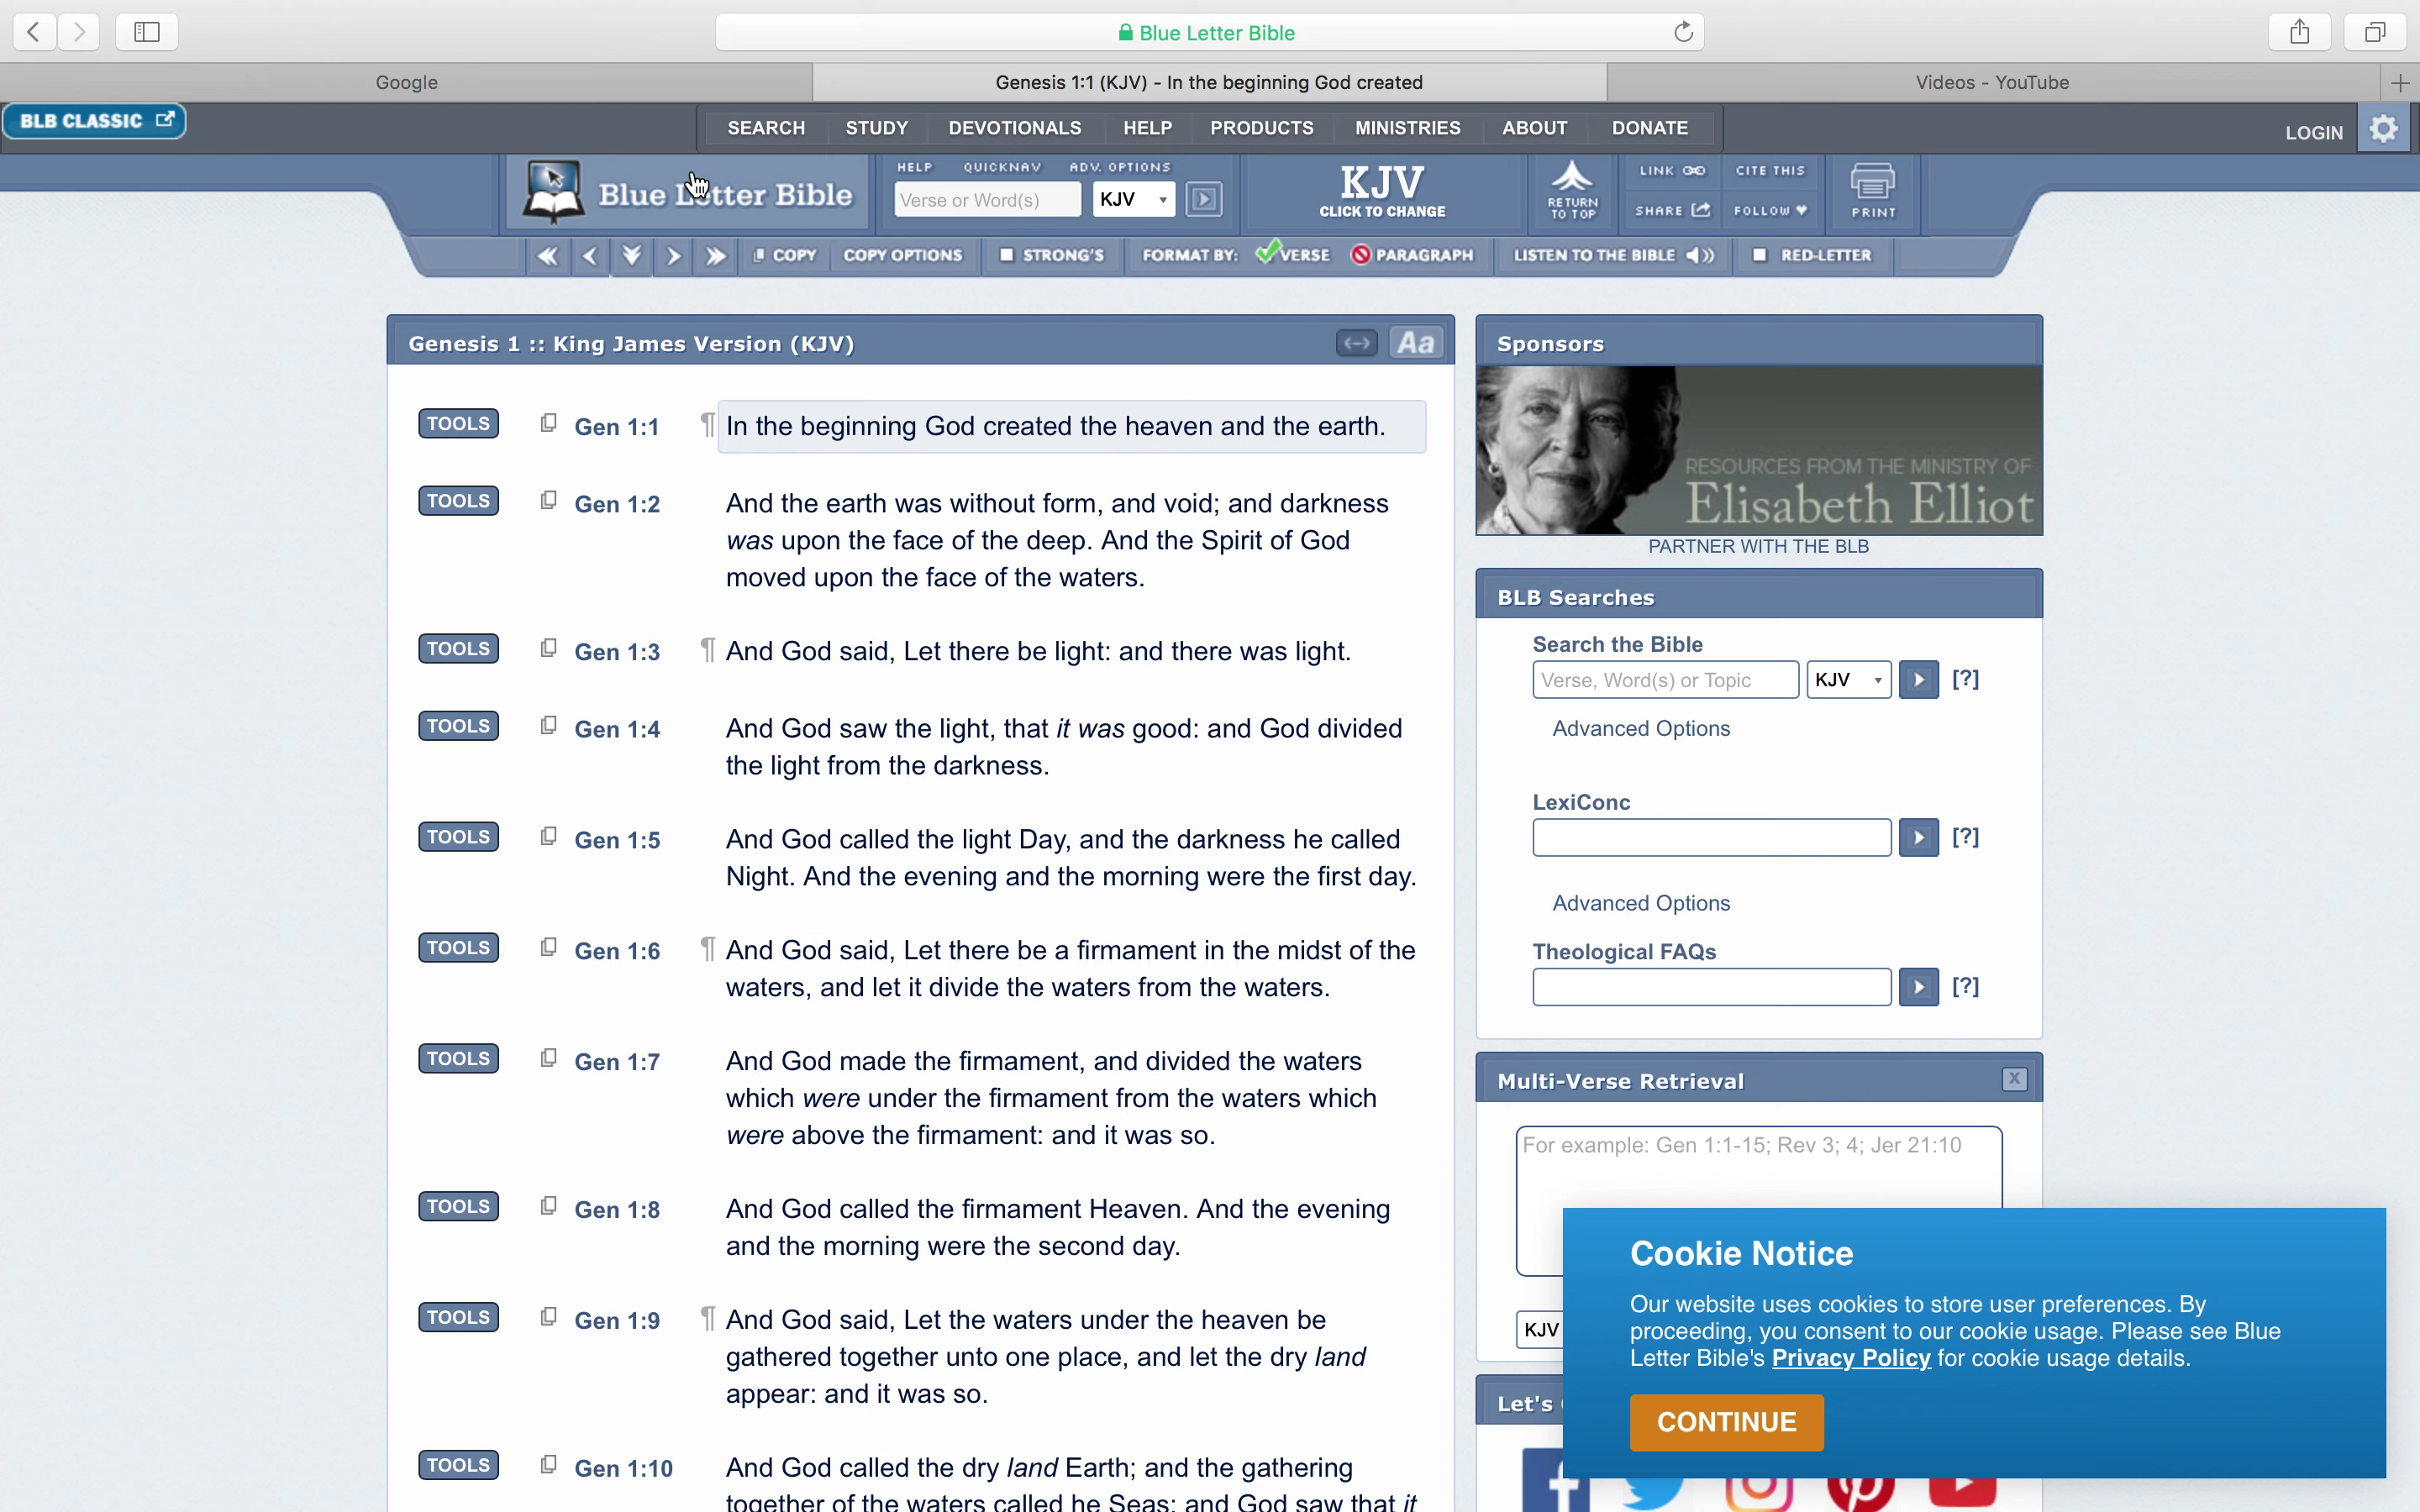 Blue Letter Bible
Google
Genesis 1:1 (KJV) - In the beginning God created
Videos - YouTube
BLB CLASSIC
SEARCH STUDY DEVOTIONALS HELP PRODUCTS MINISTRIES ABOUT DONATE
LOGIN
Blue Letter Bible
HELP QUICKNAV ADV. OPTIONS
Verse or Word(s) KJV
KJV
CLICK TO CHANGE
RETURN
TO TOP
LINK CITE THIS
SHARE FOLLOW
PRINT
COPY COPY OPTIONS STRONG'S FORMAT BY: VERSE PARAGRAPH LISTEN TO THE BIBLE RED-LETTER
Genesis 1 :: King James Version (KJV)
Aa
TOOLS Gen 1:1 ¶ In the beginning God created the heaven and the earth.
TOOLS Gen 1:2 And the earth was without form, and void; and darkness
was upon the face of the deep. And the Spirit of God
moved upon the face of the waters.
TOOLS Gen 1:3 ¶ And God said, Let there be light: and there was light.
TOOLS Gen 1:4 And God saw the light, that it was good: and God divided
the light from the darkness.
TOOLS Gen 1:5 And God called the light Day, and the darkness he called
Night. And the evening and the morning were the first day.
TOOLS Gen 1:6 ¶ And God said, Let there be a firmament in the midst of the
waters, and let it divide the waters from the waters.
TOOLS Gen 1:7 And God made the firmament, and divided the waters
which were under the firmament from the waters which
were above the firmament: and it was so.
TOOLS Gen 1:8 And God called the firmament Heaven. And the evening
and the morning were the second day.
TOOLS Gen 1:9 ¶ And God said, Let the waters under the heaven be
gathered together unto one place, and let the dry land
appear: and it was so.
TOOLS Gen 1:10 And God called the dry land Earth; and the gathering
together of the waters called he Seas: and God saw that it
Sponsors
RESOURCES FROM THE MINISTRY OF
Elisabeth Elliot
PARTNER WITH THE BLB
BLB Searches
Search the Bible
Verse, Word(s) or Topic KJV [?]
Advanced Options
LexiConc
[?]
Advanced Options
Theological FAQs
[?]
Multi-Verse Retrieval X
For example: Gen 1:1-15; Rev 3; 4; Jer 21:10
KJV
Let's
Cookie Notice
Our website uses cookies to store user preferences. By
proceeding, you consent to our cookie usage. Please see Blue
Letter Bible's Privacy Policy for cookie usage details.
CONTINUE